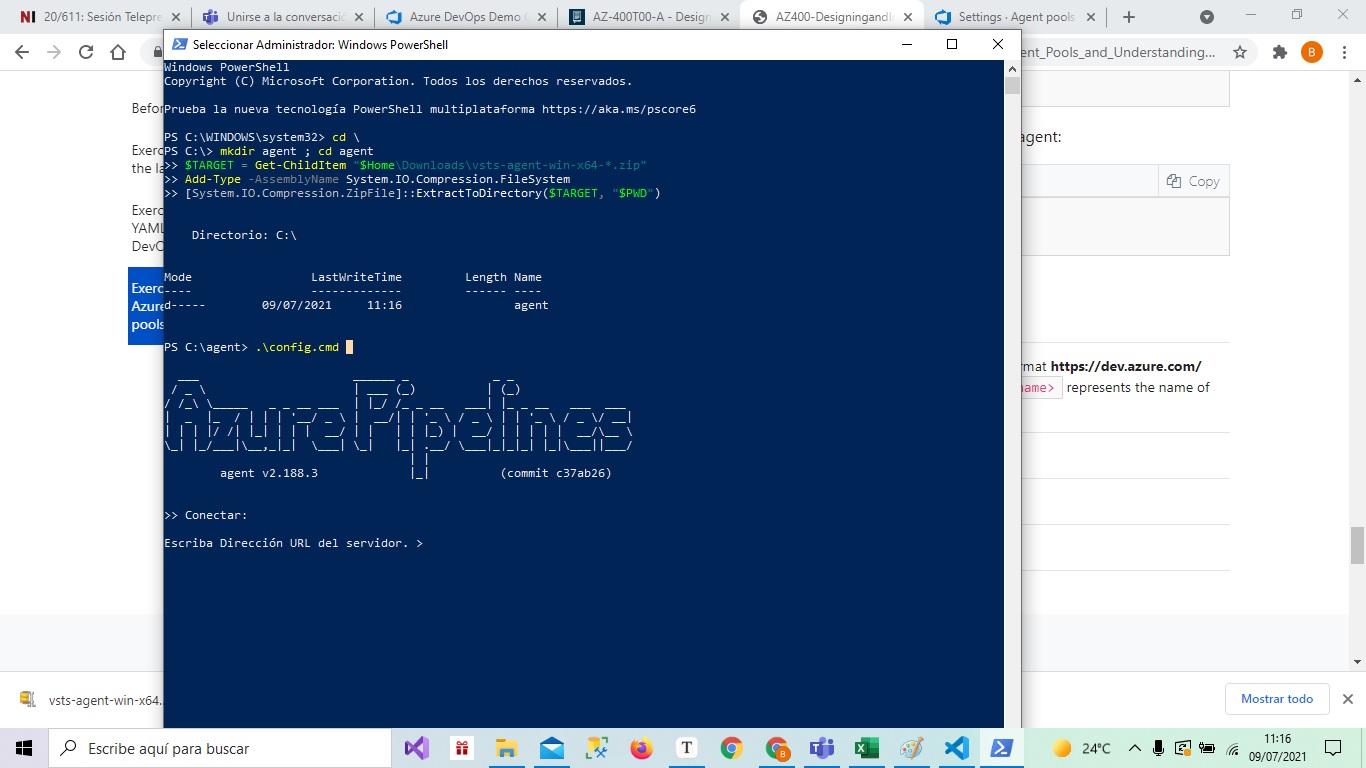 20/611: Sesión Telepre
Unirse a la conversació
Azure DevOps Demo G
AZ-400T00-A - Design
AZ400-DesigningandI
Settings · Agent pools
ent_Pools_and_Understanding...
B
Seleccionar Administrador: Windows PowerShell
Windows PowerShell
Copyright (C) Microsoft Corporation. Todos los derechos reservados.
Prueba la nueva tecnología PowerShell multiplataforma https://aka.ms/pscore6
PS C:\WINDOWS\system32> cd \
PS C:\> mkdir agent ; cd agent
>> $TARGET = Get-ChildItem "$Home\Downloads\vsts-agent-win-x64-*.zip"
>> Add-Type -AssemblyName System.IO.Compression.FileSystem
>> [System.IO.Compression.ZipFile]::ExtractToDirectory($TARGET, "$PWD")
Directorio: C:\
Mode LastWriteTime Length Name
---- ------------- ------ ----
d----- 09/07/2021 11:16 agent
PS C:\agent> .\config.cmd
Azure Pipelines
agent v2.188.3 (commit c37ab26)
>> Conectar:
Escriba Dirección URL del servidor. >
Befor
Exerc
the la
Exerc
YAML
DevO
Exerc
Azure
pools
agent:
Copy
rmat https://dev.azure.com/
name> represents the name of
vsts-agent-win-x64...
Mostrar todo
Escribe aquí para buscar
24°C
11:16
09/07/2021